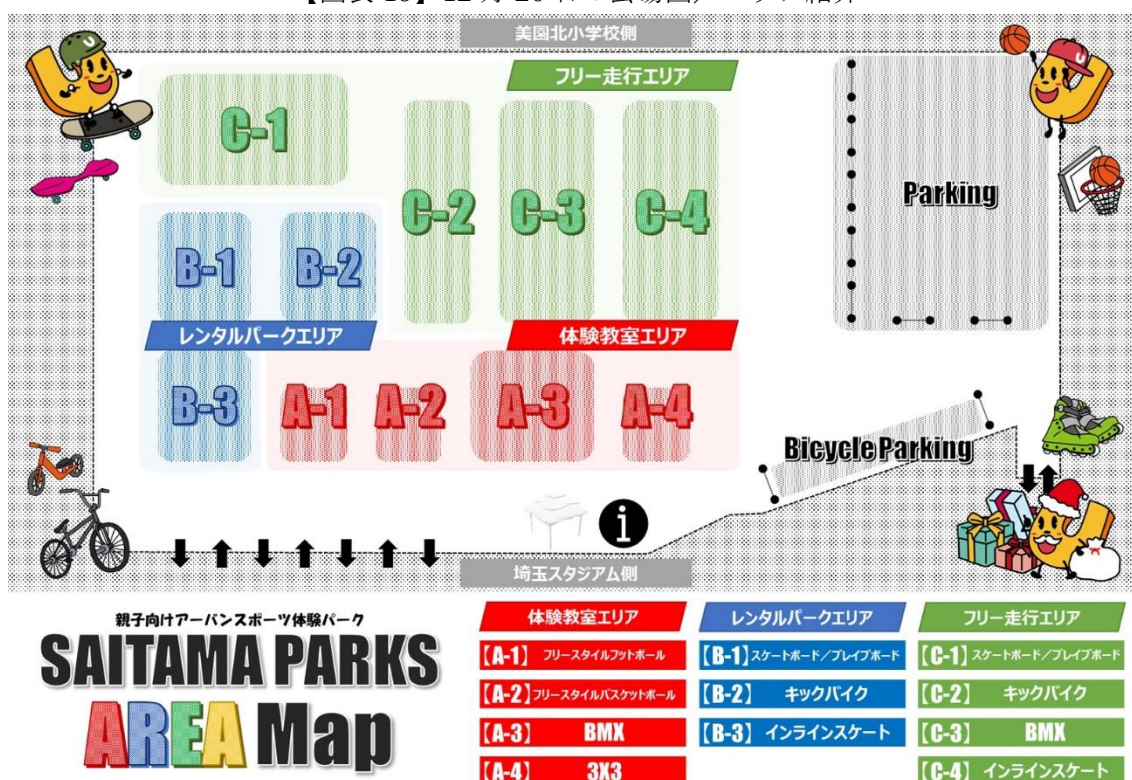 美園北小学校側
フリー走行エリア
C-1
C-2
C-3
C-4
Parking
B-1
B-2
レンタルパークエリア
体験教室エリア
B-3
A-1
A-2
A-3
A-4
Bicycle Parking
i
埼玉スタジアム側
親子向けアーバンスポーツ体験パーク
SAITAMA PARKS
AREA Map
体験教室エリア
【A-1】 フリースタイルフットボール
【A-2】フリースタイルバスケットボール
【A-3】 BMX
【A-4】 3X3
レンタルパークエリア
【B-1】スケートボード／ブレイブボード
【B-2】 キックバイク
【B-3】 インラインスケート
フリー走行エリア
【C-1】スケートボード／ブレイブボード
【C-2】 キックバイク
【C-3】 BMX
【C-4】 インラインスケート